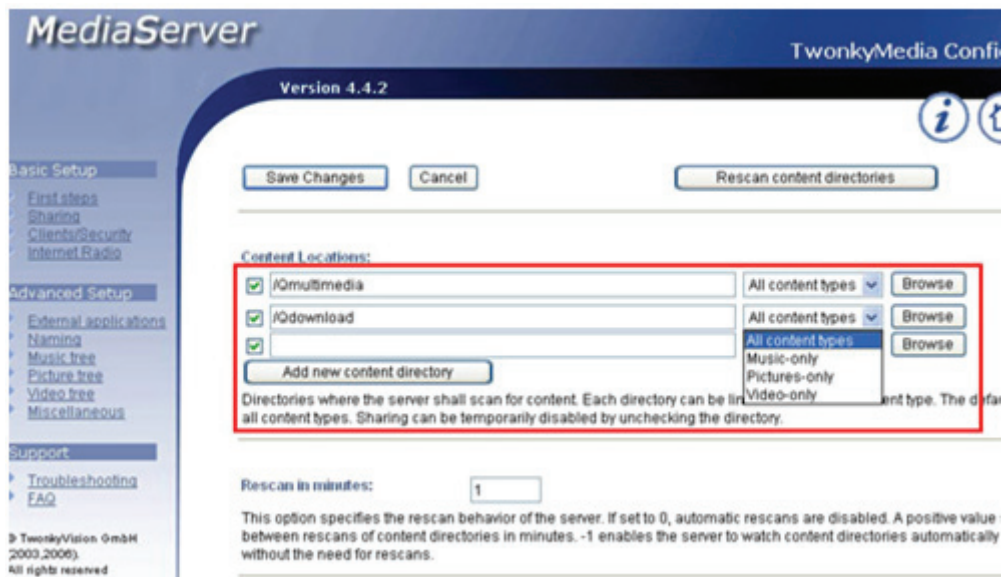 MediaServer
TwonkyMedia Confi
Version 4.4.2
Basic Setup
First steps
Sharing
Clients/Security
Internet Radio
Advanced Setup
External applications
Naming
Music tree
Picture tree
Video tree
Miscellaneous
Support
Troubleshooting
FAQ
© TwonkyVision GmbH
(2003,2006).
All rights reserved
Save Changes Cancel Rescan content directories
Content Locations:
/Qmultimedia All content types Browse
/Qdownload All content types Browse
Browse
All content types
Music-only
Pictures-only
Video-only
Add new content directory
Directories where the server shall scan for content. Each directory can be ent type. The defa
all content types. Sharing can be temporarily disabled by unchecking the directory.
Rescan in minutes: 1
This option specifies the rescan behavior of the server. If set to 0, automatic rescans are disabled. A positive value
between rescans of content directories in minutes. -1 enables the server to watch content directories automatically
without the need for rescans.